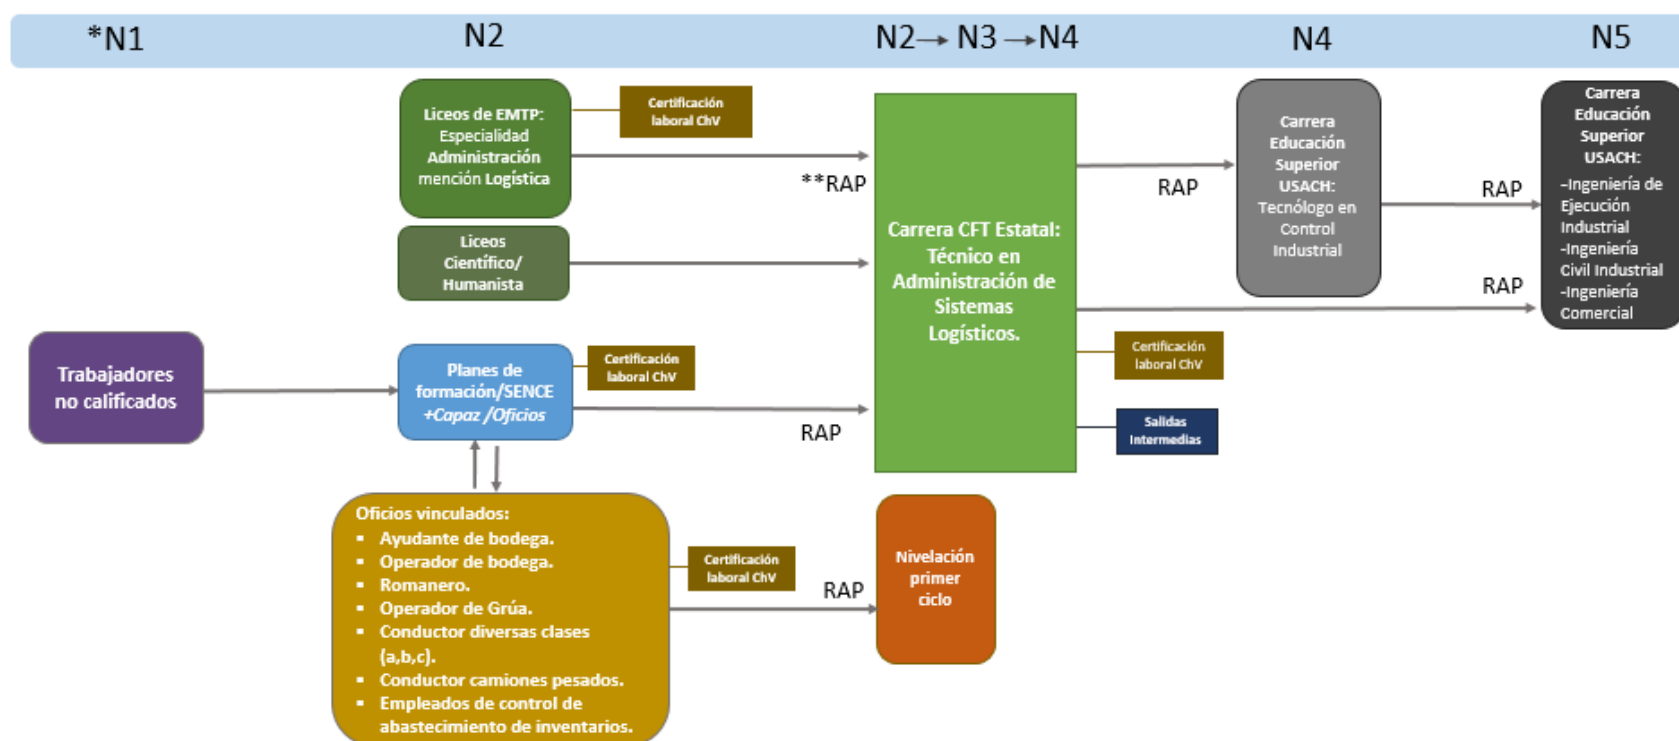 *N1
N2
N2→ N3 →N4
N4
N5
Liceos de EMTP:
Especialidad
Administración
mención Logística
Certificación
laboral ChV
**RAP
Liceos
Científico/
Humanista
Trabajadores
no calificados
Planes de
formación/SENCE
+Capaz /Oficios
Certificación
laboral ChV
RAP
Oficios vinculados:
▪ Ayudante de bodega.
▪ Operador de bodega.
▪ Romanero.
▪ Operador de Grúa.
▪ Conductor diversas clases
(a,b,c).
▪ Conductor camiones pesados.
▪ Empleados de control de
abastecimiento de inventarios.
Certificación
laboral ChV
RAP
Carrera CFT Estatal:
Técnico en
Administración de
Sistemas
Logísticos.
Nivelación
primer
ciclo
RAP
Certificación
laboral ChV
Salidas
Intermedias
Carrera
Educación
Superior
USACH:
Tecnólogo en
Control
Industrial
RAP
RAP
Carrera
Educación
Superior
USACH:
-Ingeniería de
Ejecución
Industrial
-Ingeniería
Civil Industrial
-Ingeniería
Comercial